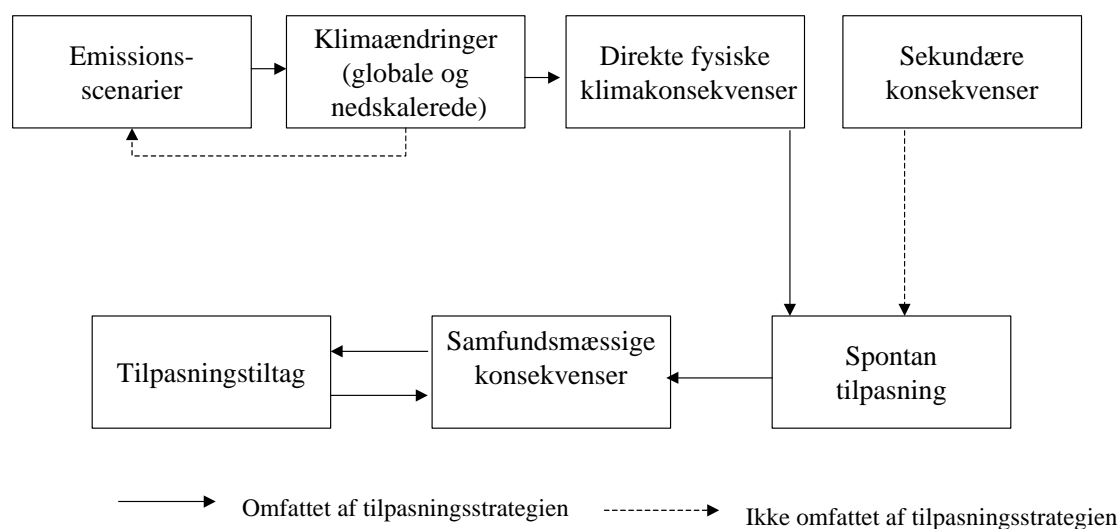 Emissions-
scenarier
Klimaændringer
(globale og
nedskalerede)
Direkte fysiske
klimakonsekvenser
Sekundære
konsekvenser
Tilpasningstiltag
Samfundsmæssige
konsekvenser
Spontan
tilpasning
Omfattet af tilpasningsstrategien
Ikke omfattet af tilpasningsstrategien